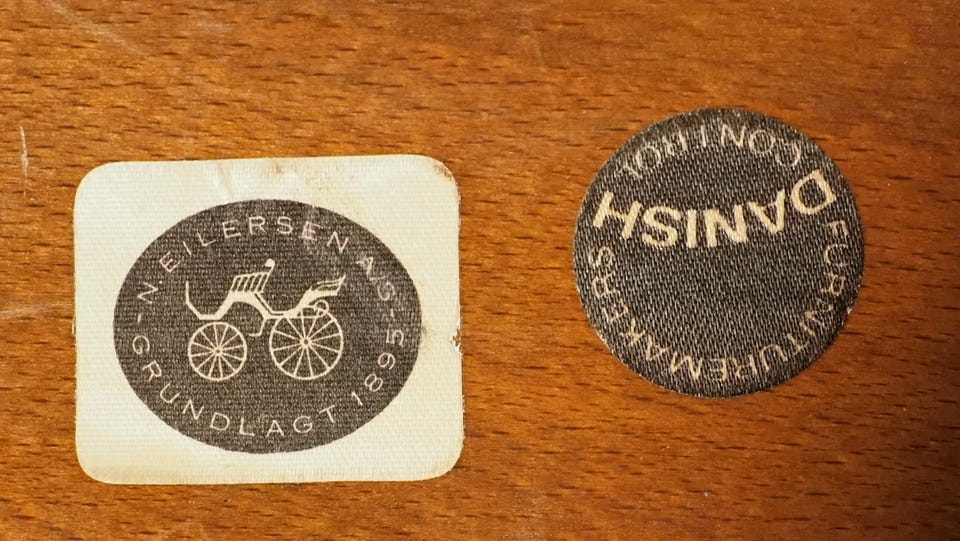 N EILERSEN A/S
- GRUNDLAGT 1895 -
DANISH
FURNITUREMAKERS
CONTROL